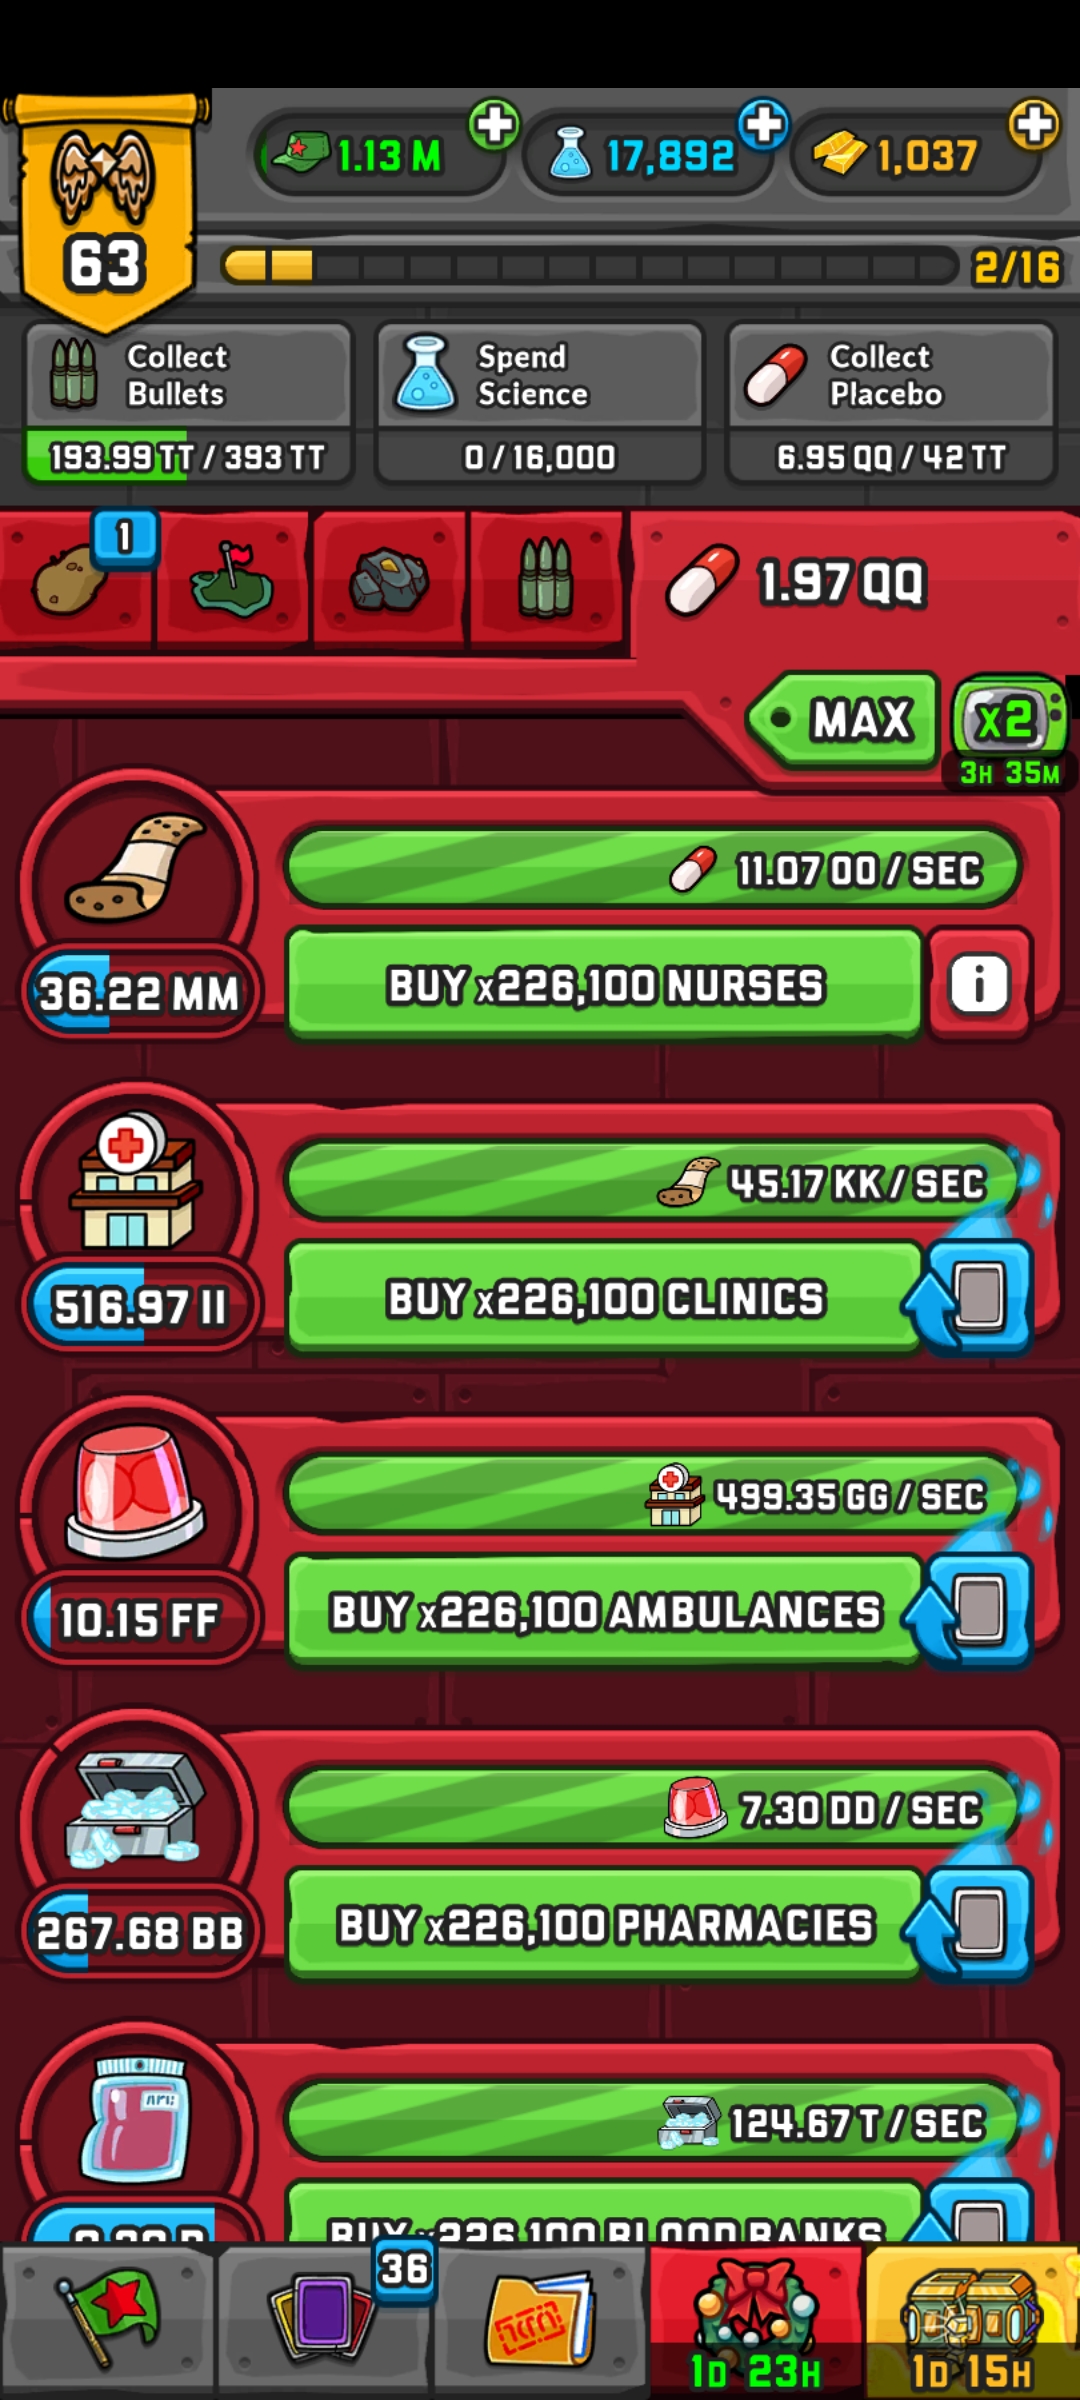 1.13 M
17,892
1,037
63
2/16
Collect
Bullets
193.99 TT / 393 TT
Spend
Science
0 / 16,000
Collect
Placebo
6.95 QQ / 42 TT
1
1.97 QQ
MAX
x2
3H 35M
11.07 OO / SEC
36.22 MM
BUY x226,100 NURSES
i
45.17 KK / SEC
516.97 II
BUY x226,100 CLINICS
499.35 GG / SEC
10.15 FF
BUY x226,100 AMBULANCES
7.30 DD / SEC
267.68 BB
BUY x226,100 PHARMACIES
124.67 T / SEC
BUY x226,100 BLOOD BANKS
36
1D 23H
1D 15H